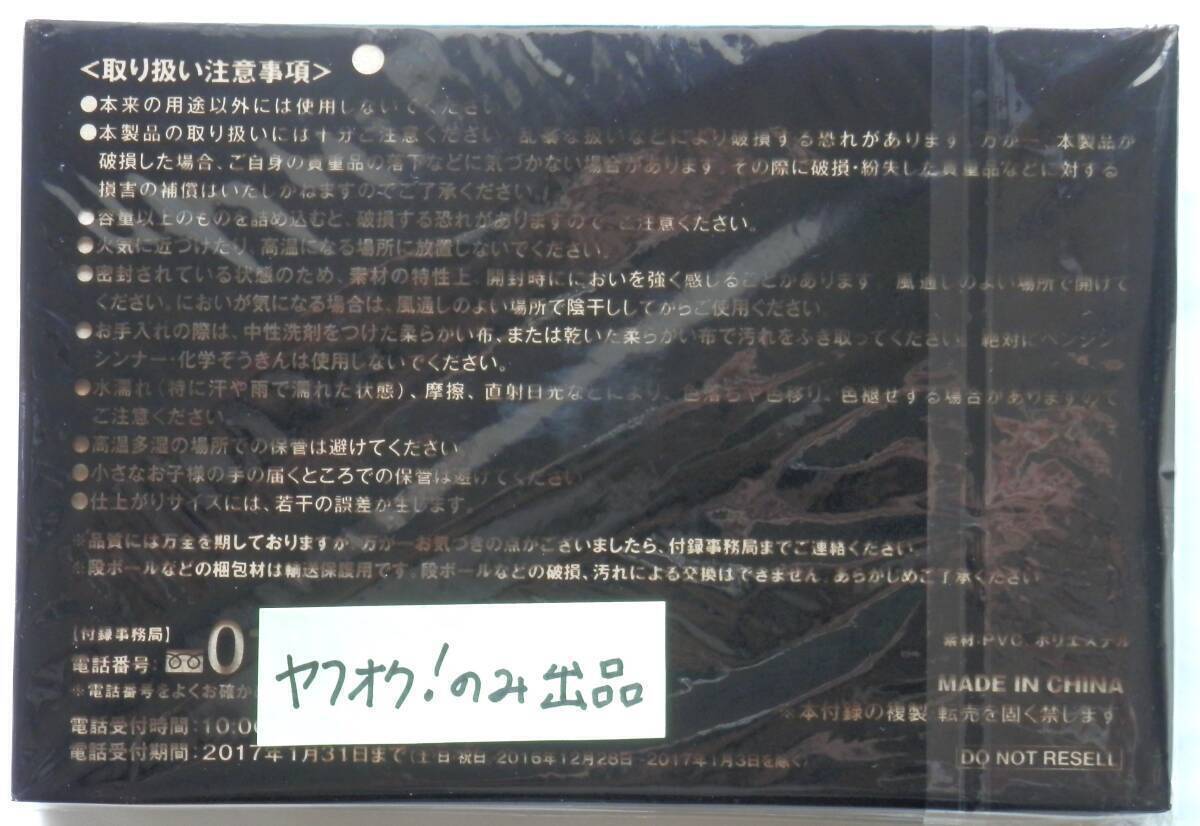 <取り扱い注意事項>
●本来の用途以外には使用しないでください
●本製品の取り扱いには十分ご注意ください。乱暴な扱いなどにより破損する恐れがあります 万が一、本製品が
破損した場合、ご自身の貴重品の落下などに気づかない場合があります。その際に破損・紛失した貴重品などに対する
損害の補償はいたしかねますのでご了承ください。
●容量以上のものを詰め込むと、破損する恐れがありますので、ご注意ください。
●火気に近づけたり、高温になる場所に放置しないでください。
●密封されている状態のため、素材の特性上、開封時ににおいを強く感じることがあります。風通しのよい場所で開けて
ください。においが気になる場合は、風通しのよい場所で陰干ししてからご使用ください。
●お手入れの際は、中性洗剤をつけた柔らかい布、または乾いた柔らかい布で汚れをふき取ってください。絶対にベンジン・
シンナー・化学ぞうきんは使用しないでください。
●水濡れ(特に汗や雨で濡れた状態)、摩擦、直射日光などにより、色落ちや色移り、色褪せする場合がありますので
ご注意ください
●高温多湿の場所での保管は避けてください
●小さなお子様の手の届くところでの保管は避けてください
●仕上がりサイズには、若干の誤差が生じます。
※品質には万全を期しておりますが、万が一お気づきの点がございましたら、付録事務局までご連絡ください
※段ボールなどの梱包材は輸送保護用です。段ボールなどの破損、汚れによる交換はできません。あらかじめご了承ください
【付録事務局】
電話番号: 0
※電話番号をよくお確か
電話受付時間:10:00
電話受付期間:2017年1月31日まで(土・日・祝日 2016年12月28日~2017年1月3日を除く)
ヤフオク!のみ出品
素材:PVC、ポリエステル
MADE IN CHINA
※本付録の複製・転売を固く禁じます。
DO NOT RESELL